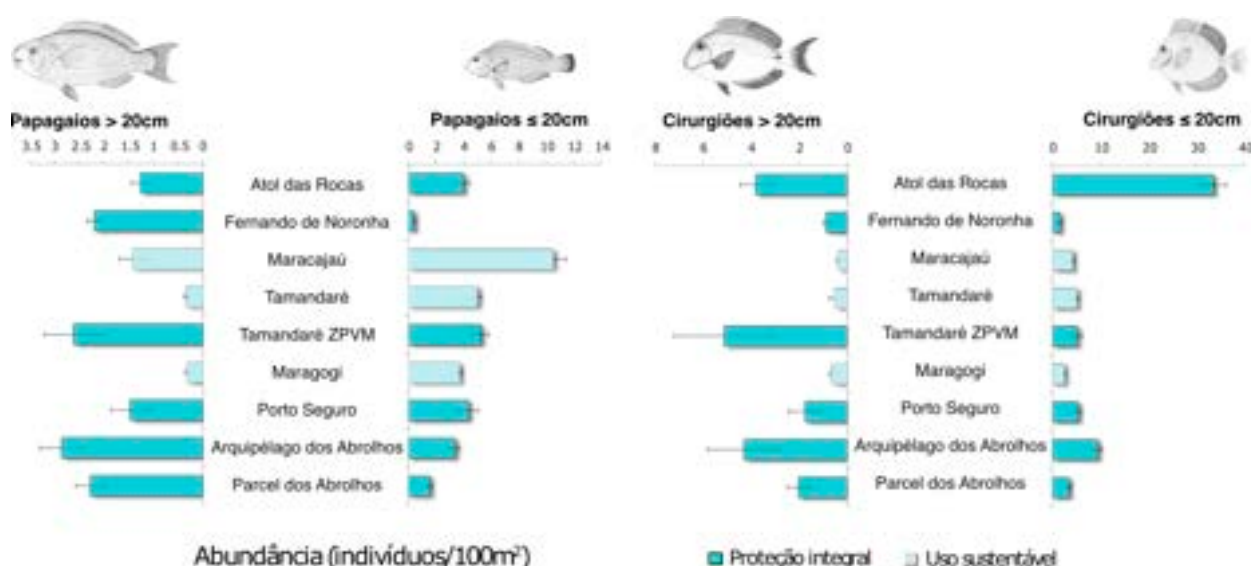 Papagaios > 20cm
Papagaios ≤ 20cm
3.5 3 2.5 2 1.5 1 0.5 0
0 2 4 6 8 10 12 14
Atol das Rocas
Fernando de Noronha
Maracajaú
Tamandaré
Tamandaré ZPVM
Maragogi
Porto Seguro
Arquipélago dos Abrolhos
Parcel dos Abrolhos
Cirurgiões > 20cm
Cirurgiões ≤ 20cm
8 6 4 2 0
0 10 20 30 40
Atol das Rocas
Fernando de Noronha
Maracajaú
Tamandaré
Tamandaré ZPVM
Maragogi
Porto Seguro
Arquipélago dos Abrolhos
Parcel dos Abrolhos
Abundância (indivíduos/100m²)
Proteção integral
Uso sustentável